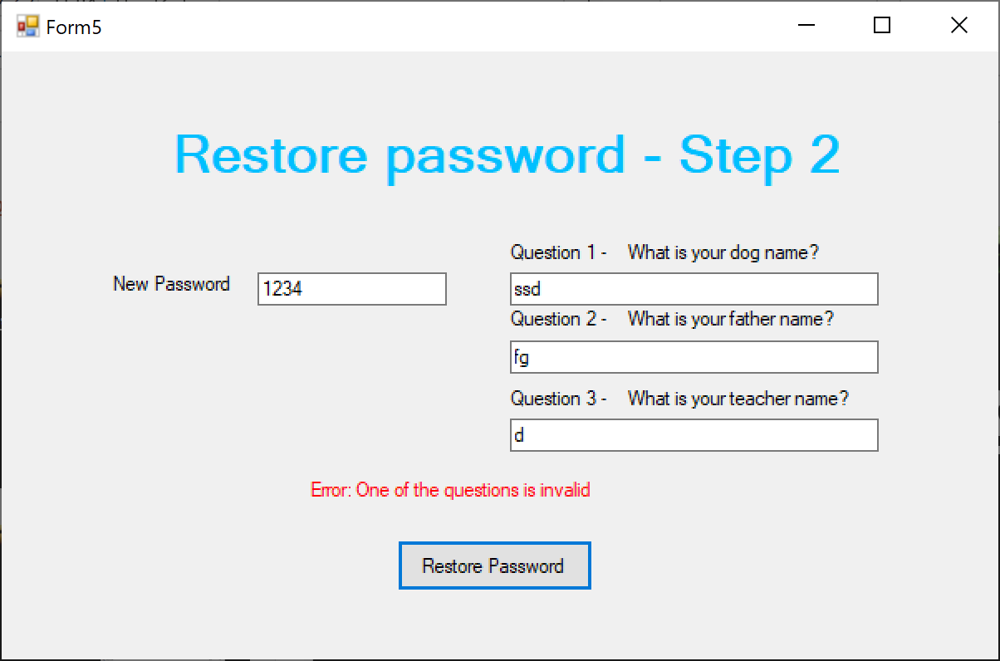 Form5
Restore password - Step 2
New Password
1234
Question 1 - What is your dog name?
ssd
Question 2 - What is your father name?
fg
Question 3 - What is your teacher name?
d
Error: One of the questions is invalid
Restore Password